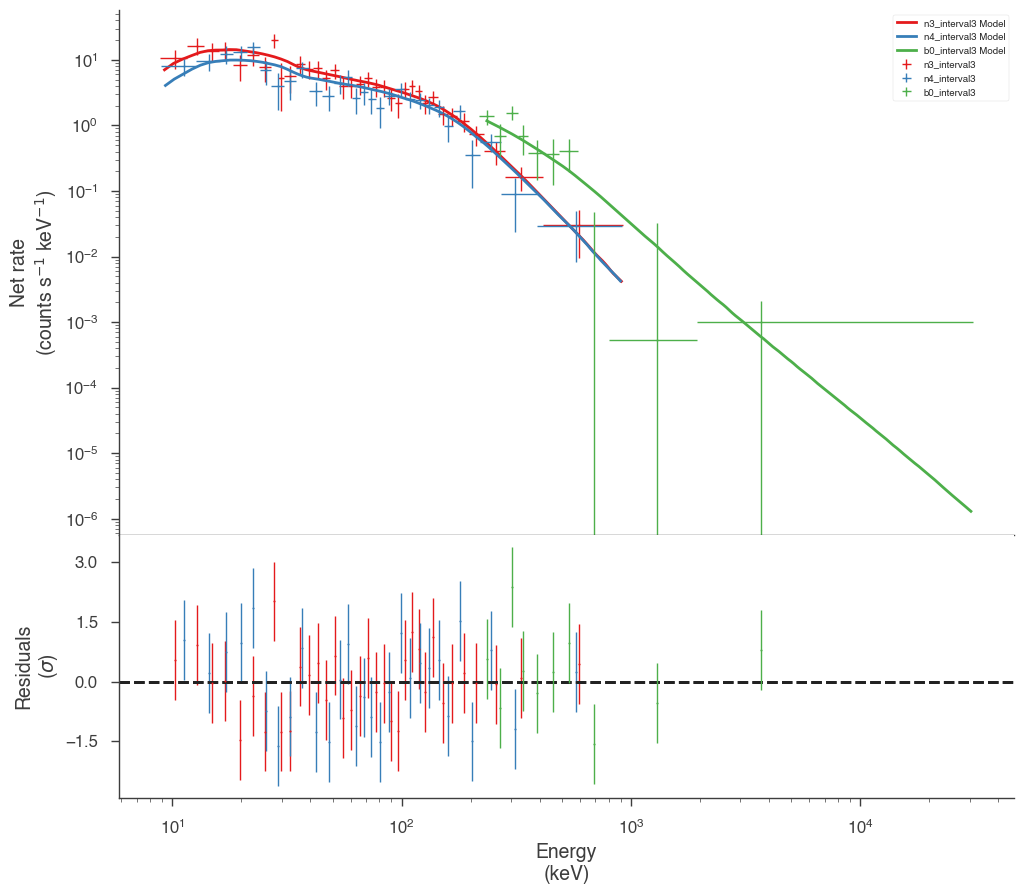 n3_interval3 Model
n4_interval3 Model
b0_interval3 Model
n3_interval3
n4_interval3
b0_interval3
Net rate
(counts s⁻¹ keV⁻¹)
10¹
10⁰
10⁻¹
10⁻²
10⁻³
10⁻⁴
10⁻⁵
10⁻⁶
Residuals
(σ)
3.0
1.5
0.0
−1.5
10¹ 10² 10³ 10⁴
Energy
(keV)